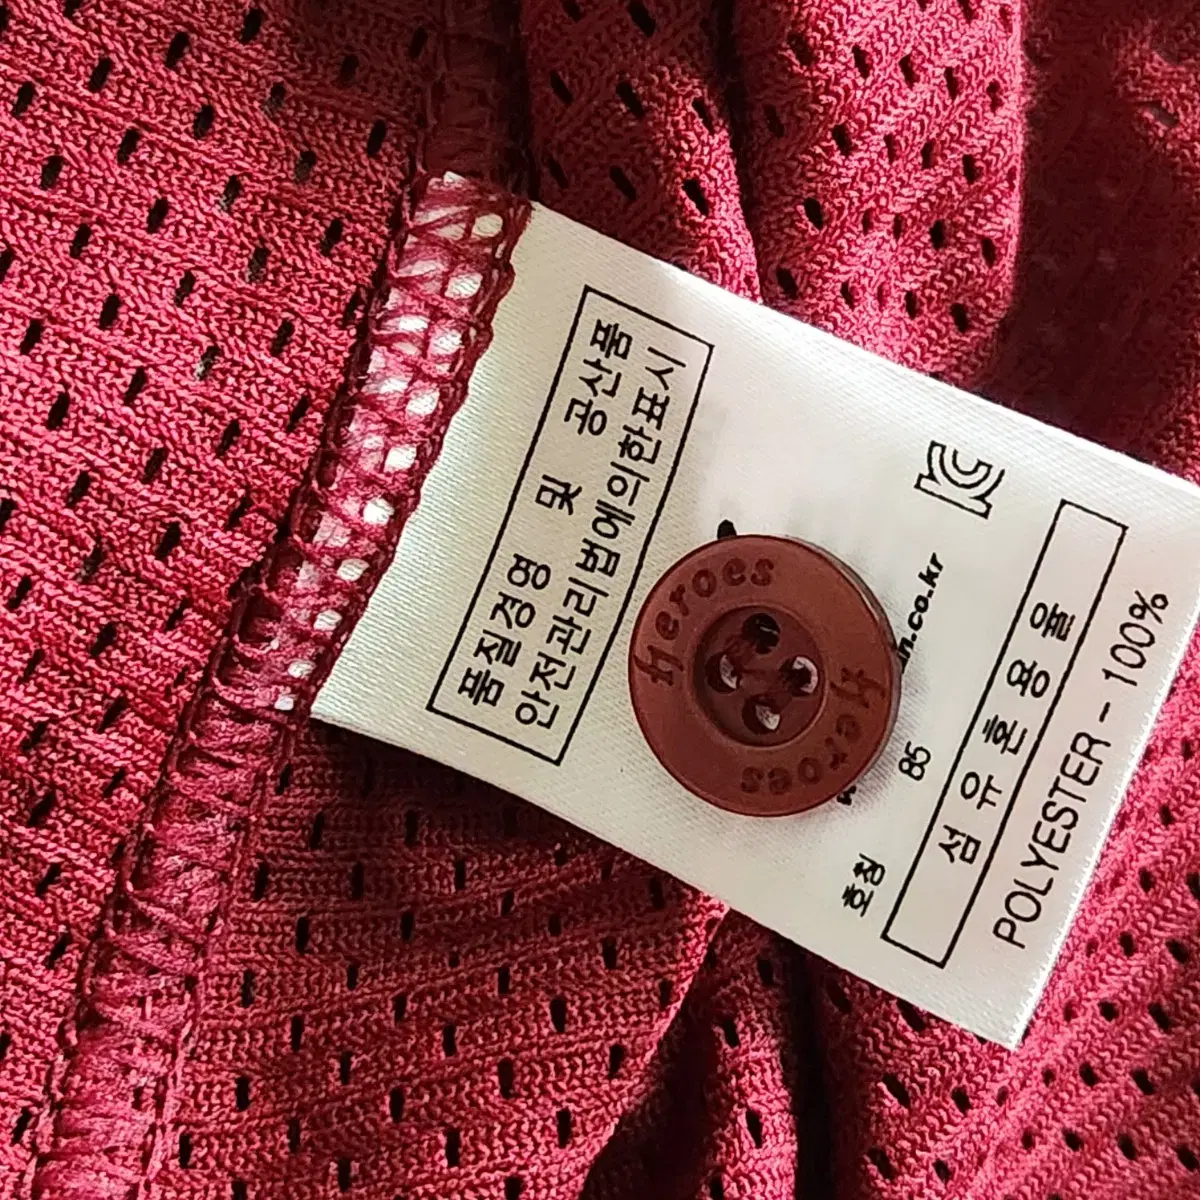 품질경영 및 공산품
안전관리법에의한표시
heroes
heroes
.co.kr
호칭 85
섬유혼용율
POLYESTER - 100%